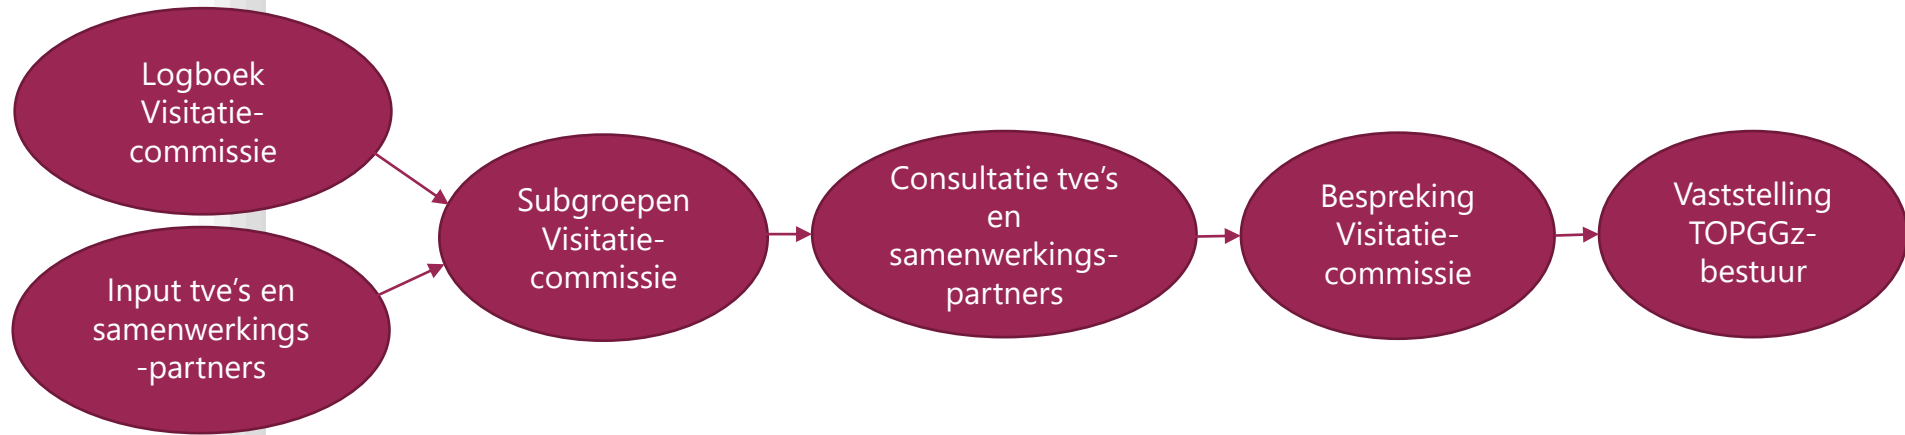 Logboek
Visitatie-
commissie
Input tve's en
samenwerkings
-partners
Subgroepen
Visitatie-
commissie
Consultatie tve’s
en
samenwerkings-
partners
Bespreking
Visitatie-
commissie
Vaststelling
TOPGGz-
bestuur